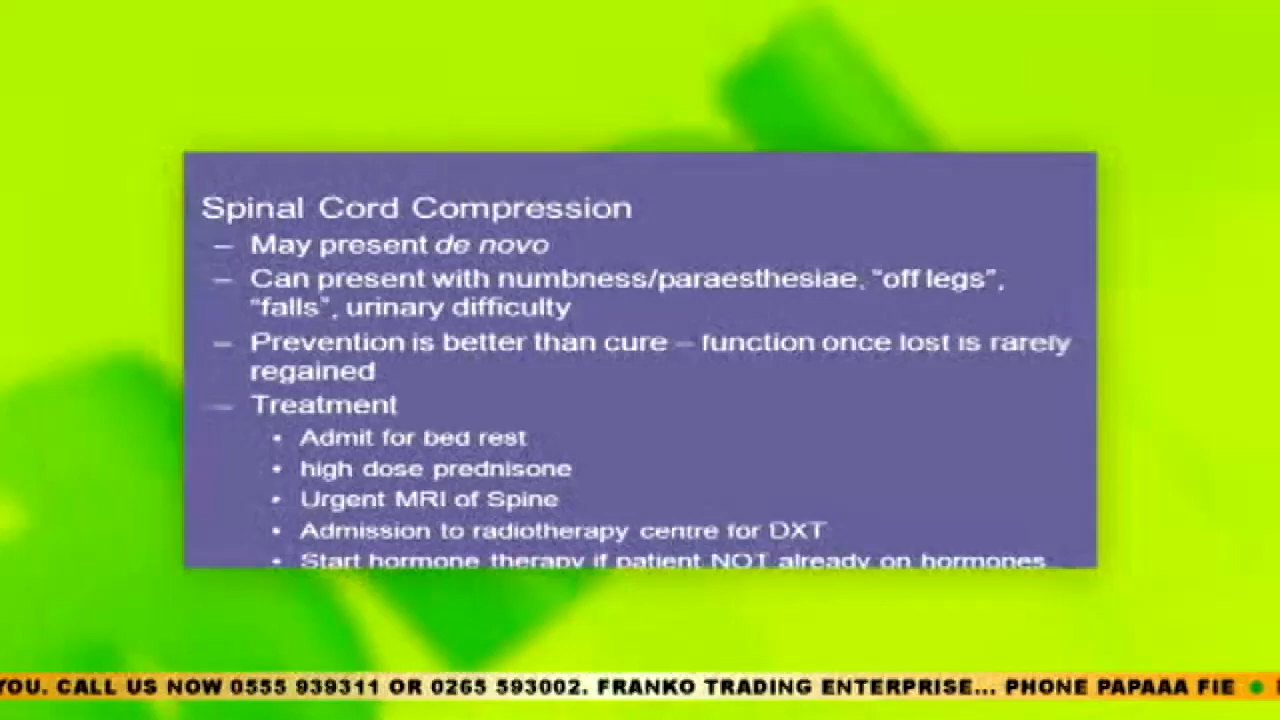 Spinal Cord Compression
– May present de novo
– Can present with numbness/paraesthesiae, “off legs”,
“falls”, urinary difficulty
– Prevention is better than cure – function once lost is rarely
regained
– Treatment
• Admit for bed rest
• high dose prednisone
• Urgent MRI of Spine
• Admission to radiotherapy centre for DXT
• Start hormone therapy if patient NOT already on hormones
YOU. CALL US NOW 0555 939311 OR 0265 593002. FRANKO TRADING ENTERPRISE... PHONE PAPAAA FIE •